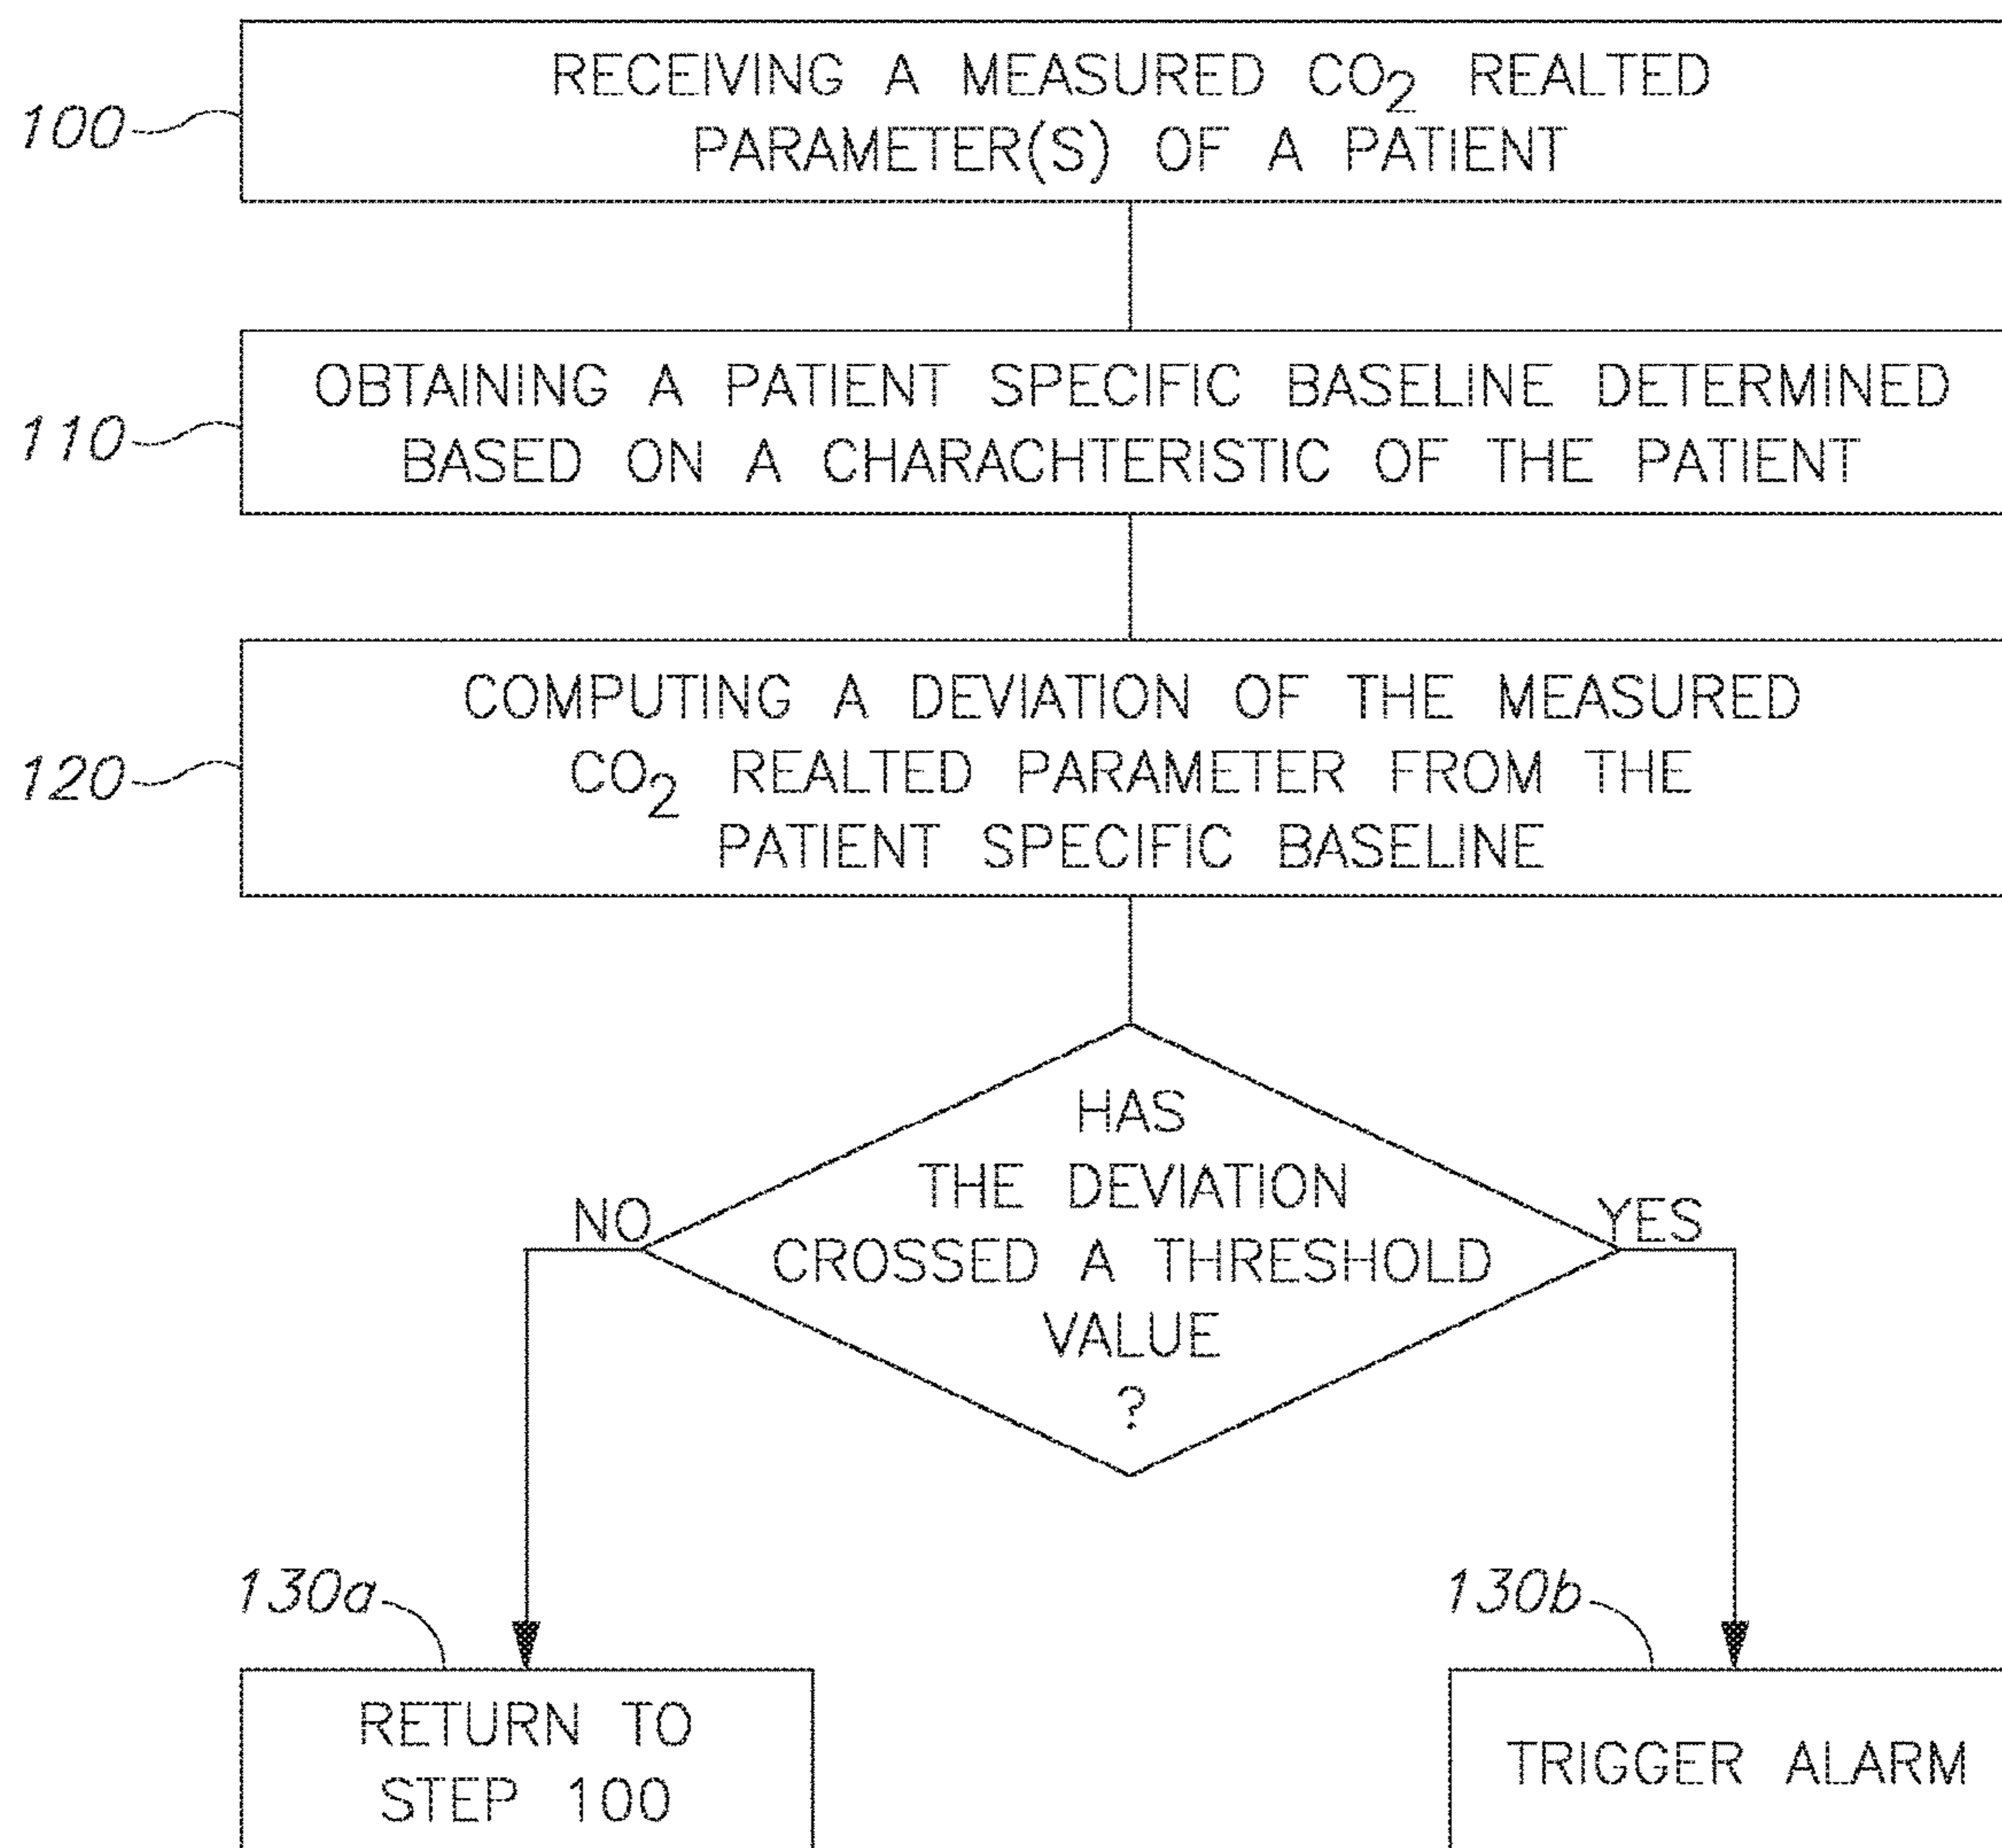 100
RECEIVING A MEASURED CO₂ REALTED
PARAMETER(S) OF A PATIENT
110
OBTAINING A PATIENT SPECIFIC BASELINE DETERMINED
BASED ON A CHARACHTERISTIC OF THE PATIENT
120
COMPUTING A DEVIATION OF THE MEASURED
CO₂ REALTED PARAMETER FROM THE
PATIENT SPECIFIC BASELINE
HAS
THE DEVIATION
CROSSED A THRESHOLD
VALUE
?
NO
YES
130a
RETURN TO
STEP 100
130b
TRIGGER ALARM